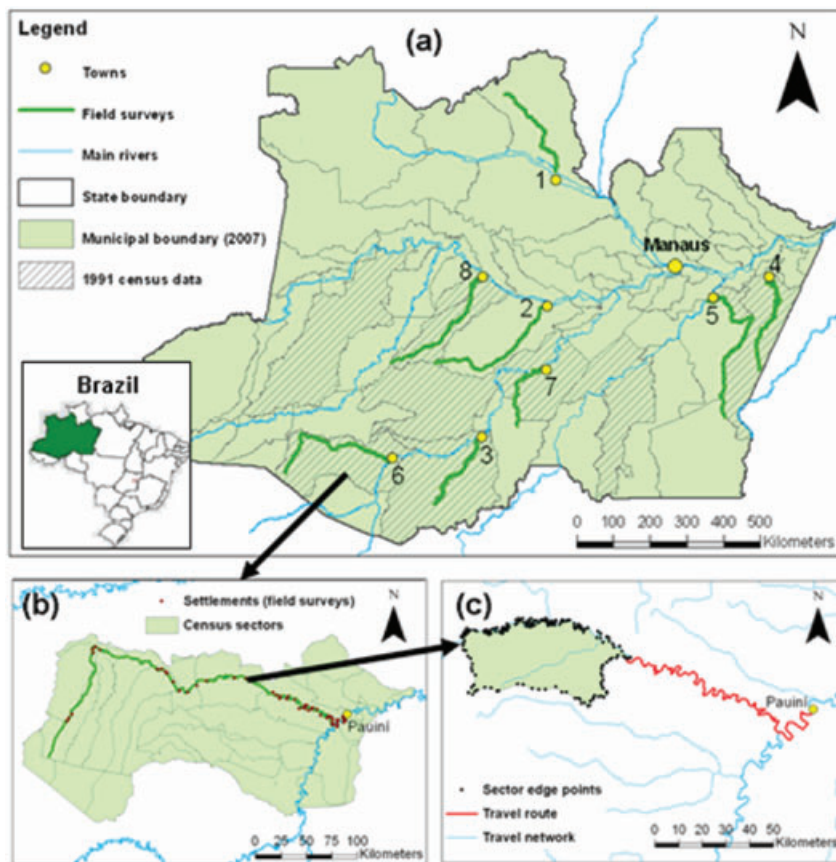 Legend
(a)
N
Towns
Field surveys
Main rivers
State boundary
Municipal boundary (2007)
1991 census data
1
Manaus
8
4
2
5
7
Brazil
3
6
0 100 200 300 400 500
Kilometers
(b)
Settlements (field surveys)
Census sectors
N
Pauini
0 25 50 75 100
Kilometers
(c)
N
Pauini
Sector edge points
Travel route
Travel network
0 10 20 30 40 50
Kilometers